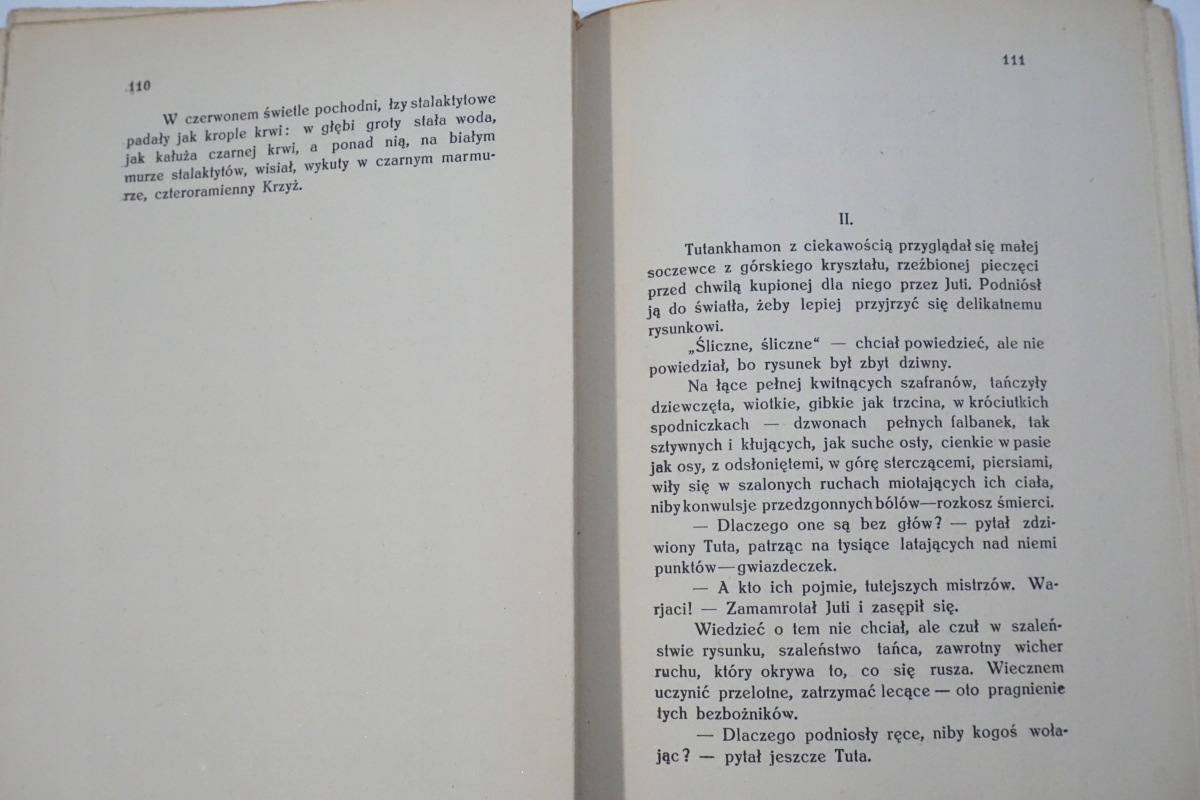 110
W czerwonem świetle pochodni, łzy stalaktytowe
padały jak krople krwi: w głębi groty stała woda,
jak kałuża czarnej krwi, a ponad nią, na białym
murze stalaktytów, wisiał, wykuty w czarnym marmu-
rze, czteroramienny Krzyż.
111
II.
Tutankhamon z ciekawością przyglądał się małej
soczewce z górskiego kryształu, rzeźbionej pieczęci
przed chwilą kupionej dla niego przez Juti. Podniósł
ją do światła, żeby lepiej przyjrzyć się delikatnemu
rysunkowi.
„Śliczne, śliczne“ — chciał powiedzieć, ale nie
powiedział, bo rysunek był zbyt dziwny.
Na łące pełnej kwitnących szafranów, tańczyły
dziewczęta, wiotkie, gibkie jak trzcina, w króciutkich
spodniczkach — dzwonach pełnych falbanek, tak
sztywnych i kłujących, jak suche osty, cienkie w pasie
jak osy, z odsłoniętemi, w górę sterczącemi, piersiami,
wiły się w szalonych ruchach miotających ich ciała,
niby konwulsje przedzgonnych bólów—rozkosz śmierci.
— Dlaczego one są bez głów? — pytał zdzi-
wiony Tuta, patrząc na tysiące latających nad niemi
punktów—gwiazdeczek.
— A kto ich pojmie, tutejszych mistrzów. Wa-
rjaci! — Zamamrotał Juti i zasępił się.
Wiedzieć o tem nie chciał, ale czuł w szaleń-
stwie rysunku, szaleństwo tańca, zawrotny wicher
ruchu, który okrywa to, co się rusza. Wiecznem
uczynić przelotne, zatrzymać lecące — oto pragnienie
tych bezbożników.
— Dlaczego podniosły ręce, niby kogoś woła-
jąc? — pytał jeszcze Tuta.